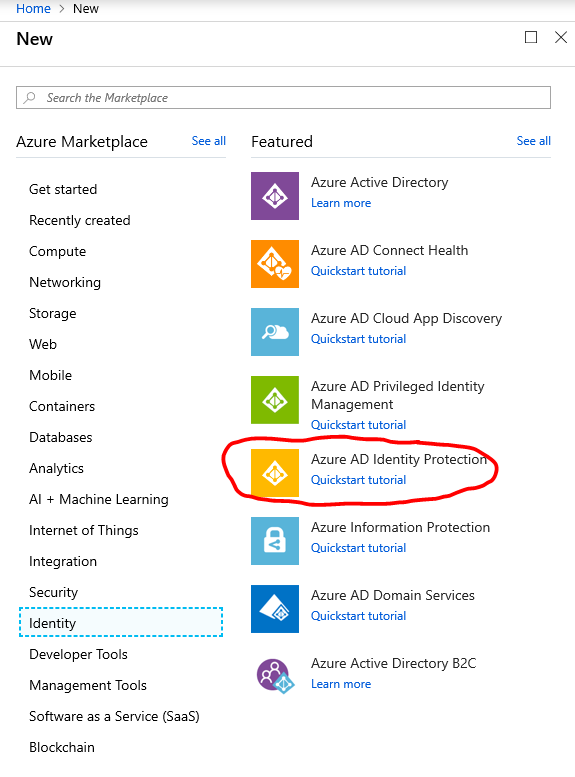 Home > New
New
Search the Marketplace
Azure Marketplace See all
Get started
Recently created
Compute
Networking
Storage
Web
Mobile
Containers
Databases
Analytics
AI + Machine Learning
Internet of Things
Integration
Security
Identity
Developer Tools
Management Tools
Software as a Service (SaaS)
Blockchain
Featured See all
Azure Active Directory
Learn more
Azure AD Connect Health
Quickstart tutorial
Azure AD Cloud App Discovery
Quickstart tutorial
Azure AD Privileged Identity
Management
Quickstart tutorial
Azure AD Identity Protection
Quickstart tutorial
Azure Information Protection
Quickstart tutorial
Azure AD Domain Services
Quickstart tutorial
Azure Active Directory B2C
Learn more